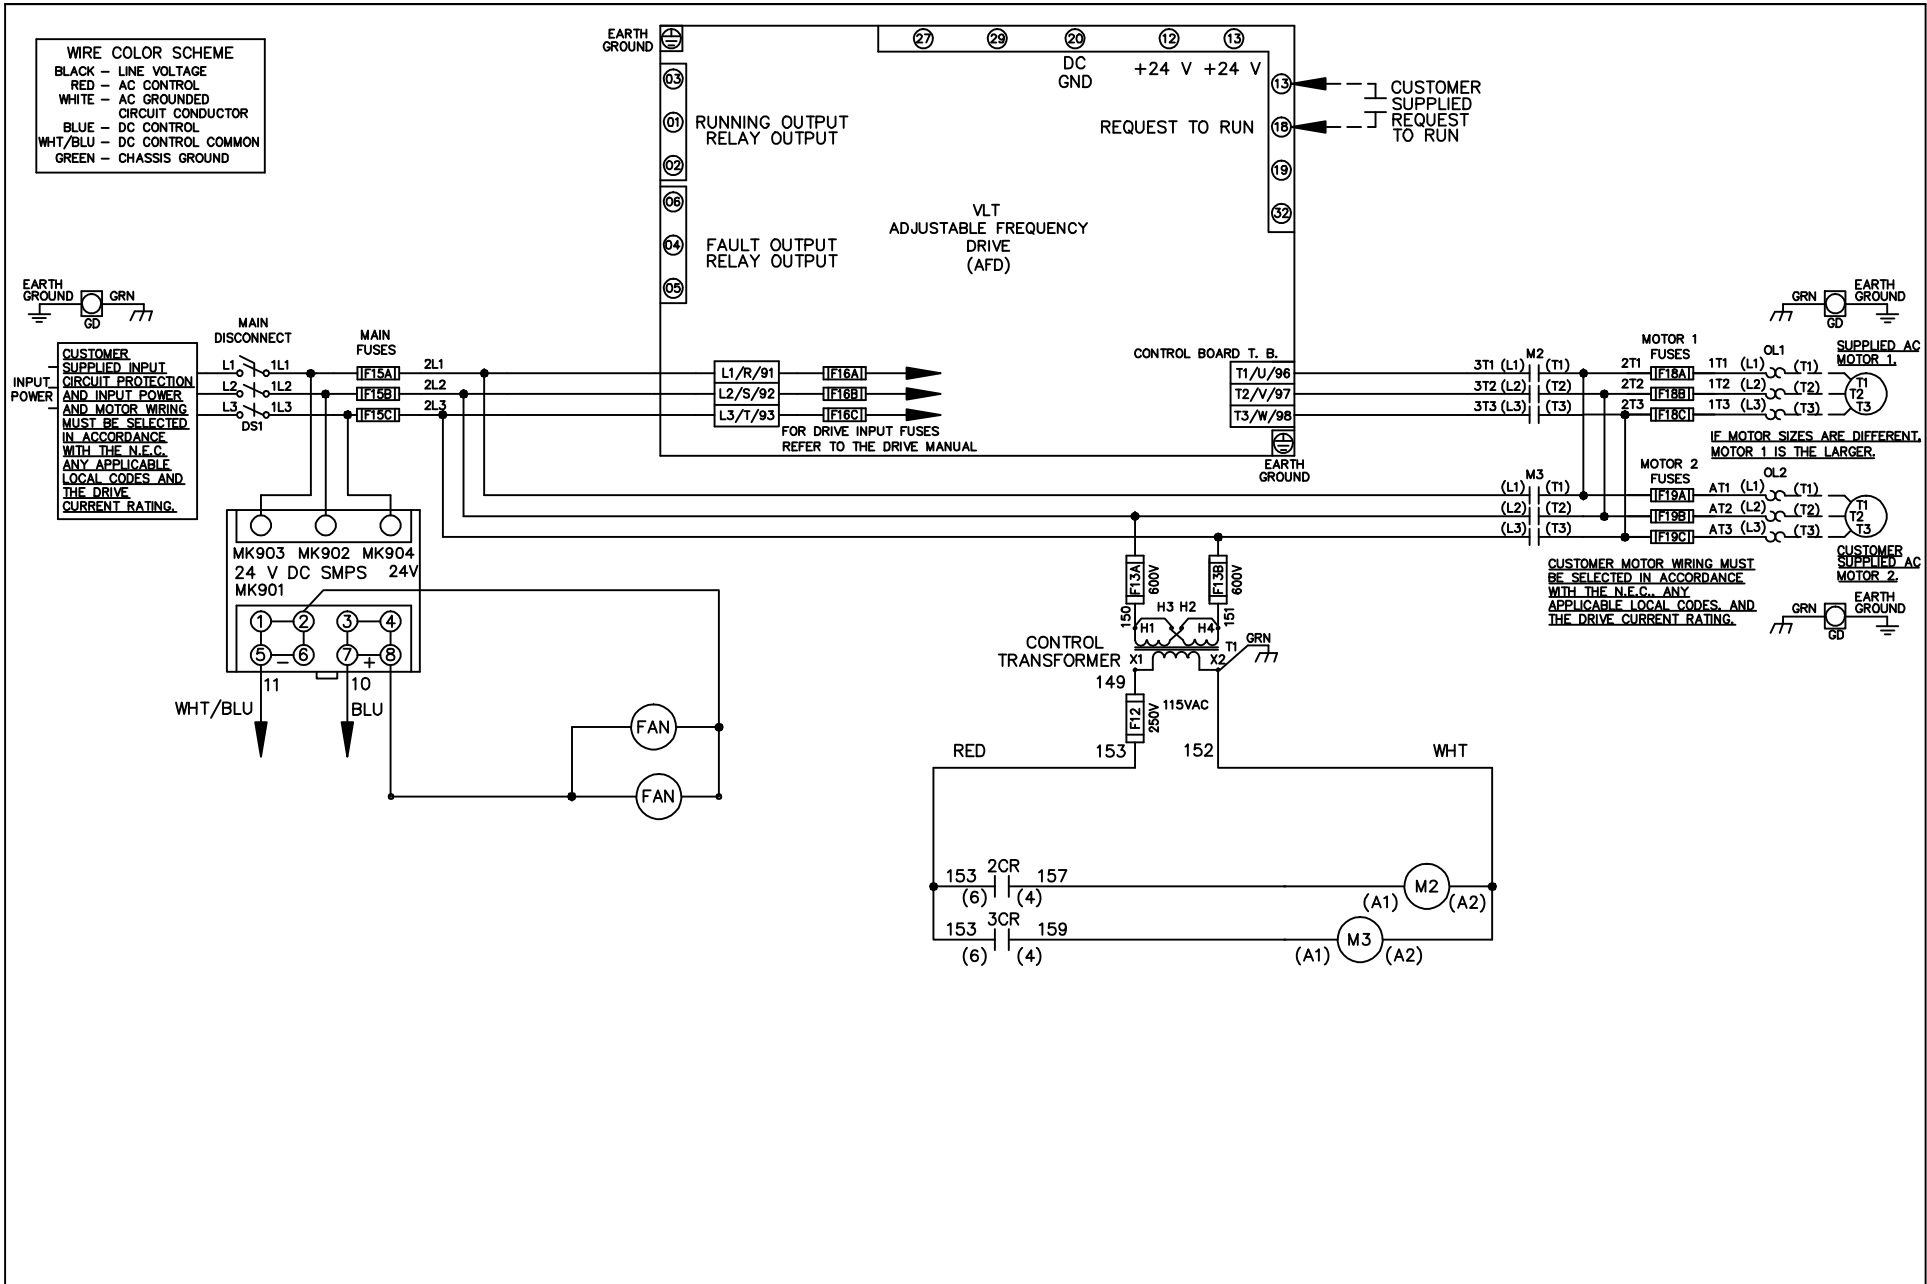 WIRE COLOR SCHEME
BLACK – LINE VOLTAGE
RED – AC CONTROL
WHITE – AC GROUNDED
CIRCUIT CONDUCTOR
BLUE – DC CONTROL
WHT/BLU – DC CONTROL COMMON
GREEN – CHASSIS GROUND
EARTH
GROUND
27 29 20 12 13
DC
GND
+24 V +24 V
03
01
02
RUNNING OUTPUT
RELAY OUTPUT
06
04
05
FAULT OUTPUT
RELAY OUTPUT
VLT
ADJUSTABLE FREQUENCY
DRIVE
(AFD)
REQUEST TO RUN
13
18
19
32
CUSTOMER
SUPPLIED
REQUEST
TO RUN
EARTH
GROUND
GRN
GD
INPUT
POWER
CUSTOMER
SUPPLIED INPUT
CIRCUIT PROTECTION
AND INPUT POWER
AND MOTOR WIRING
MUST BE SELECTED
IN ACCORDANCE
WITH THE N.E.C.
ANY APPLICABLE
LOCAL CODES AND
THE DRIVE
CURRENT RATING.
MAIN
DISCONNECT
L1 1L1
L2 1L2
L3 1L3
DS1
MAIN
FUSES
F15A 2L1
F15B 2L2
F15C 2L3
L1/R/91 F16A
L2/S/92 F16B
L3/T/93 F16C
FOR DRIVE INPUT FUSES
REFER TO THE DRIVE MANUAL
CONTROL BOARD T. B.
T1/U/96
T2/V/97
T3/W/98
EARTH
GROUND
M2
3T1 (L1) (T1)
3T2 (L2) (T2)
3T3 (L3) (T3)
MOTOR 1
FUSES
2T1 F18A 1T1 (L1)
2T2 F18B 1T2 (L2)
2T3 F18C 1T3 (L3)
OL1
(T1)
(T2)
(T3)
T1
T2
T3
GRN
GD
EARTH
GROUND
SUPPLIED AC
MOTOR 1.
IF MOTOR SIZES ARE DIFFERENT,
MOTOR 1 IS THE LARGER.
M3
(L1) (T1)
(L2) (T2)
(L3) (T3)
MOTOR 2
FUSES
F19A AT1 (L1)
F19B AT2 (L2)
F19C AT3 (L3)
OL2
(T1)
(T2)
(T3)
T1
T2
T3
CUSTOMER
SUPPLIED AC
MOTOR 2.
CUSTOMER MOTOR WIRING MUST
BE SELECTED IN ACCORDANCE
WITH THE N.E.C., ANY
APPLICABLE LOCAL CODES, AND
THE DRIVE CURRENT RATING.
GRN
GD
EARTH
GROUND
MK903 MK902 MK904
24 V DC SMPS 24V
MK901
1 2 3 4
5 – 6 7 + 8
11 10
WHT/BLU BLU
FAN
FAN
F13A
600V
F13B
600V
150
151
H3 H2
H1 H4
CONTROL
TRANSFORMER
X1 X2
T1
GRN
149
F12
250V
115VAC
RED 153 152 WHT
2CR
153 157
(6) (4)
M2
(A1) (A2)
3CR
153 159
(6) (4)
M3
(A1) (A2)